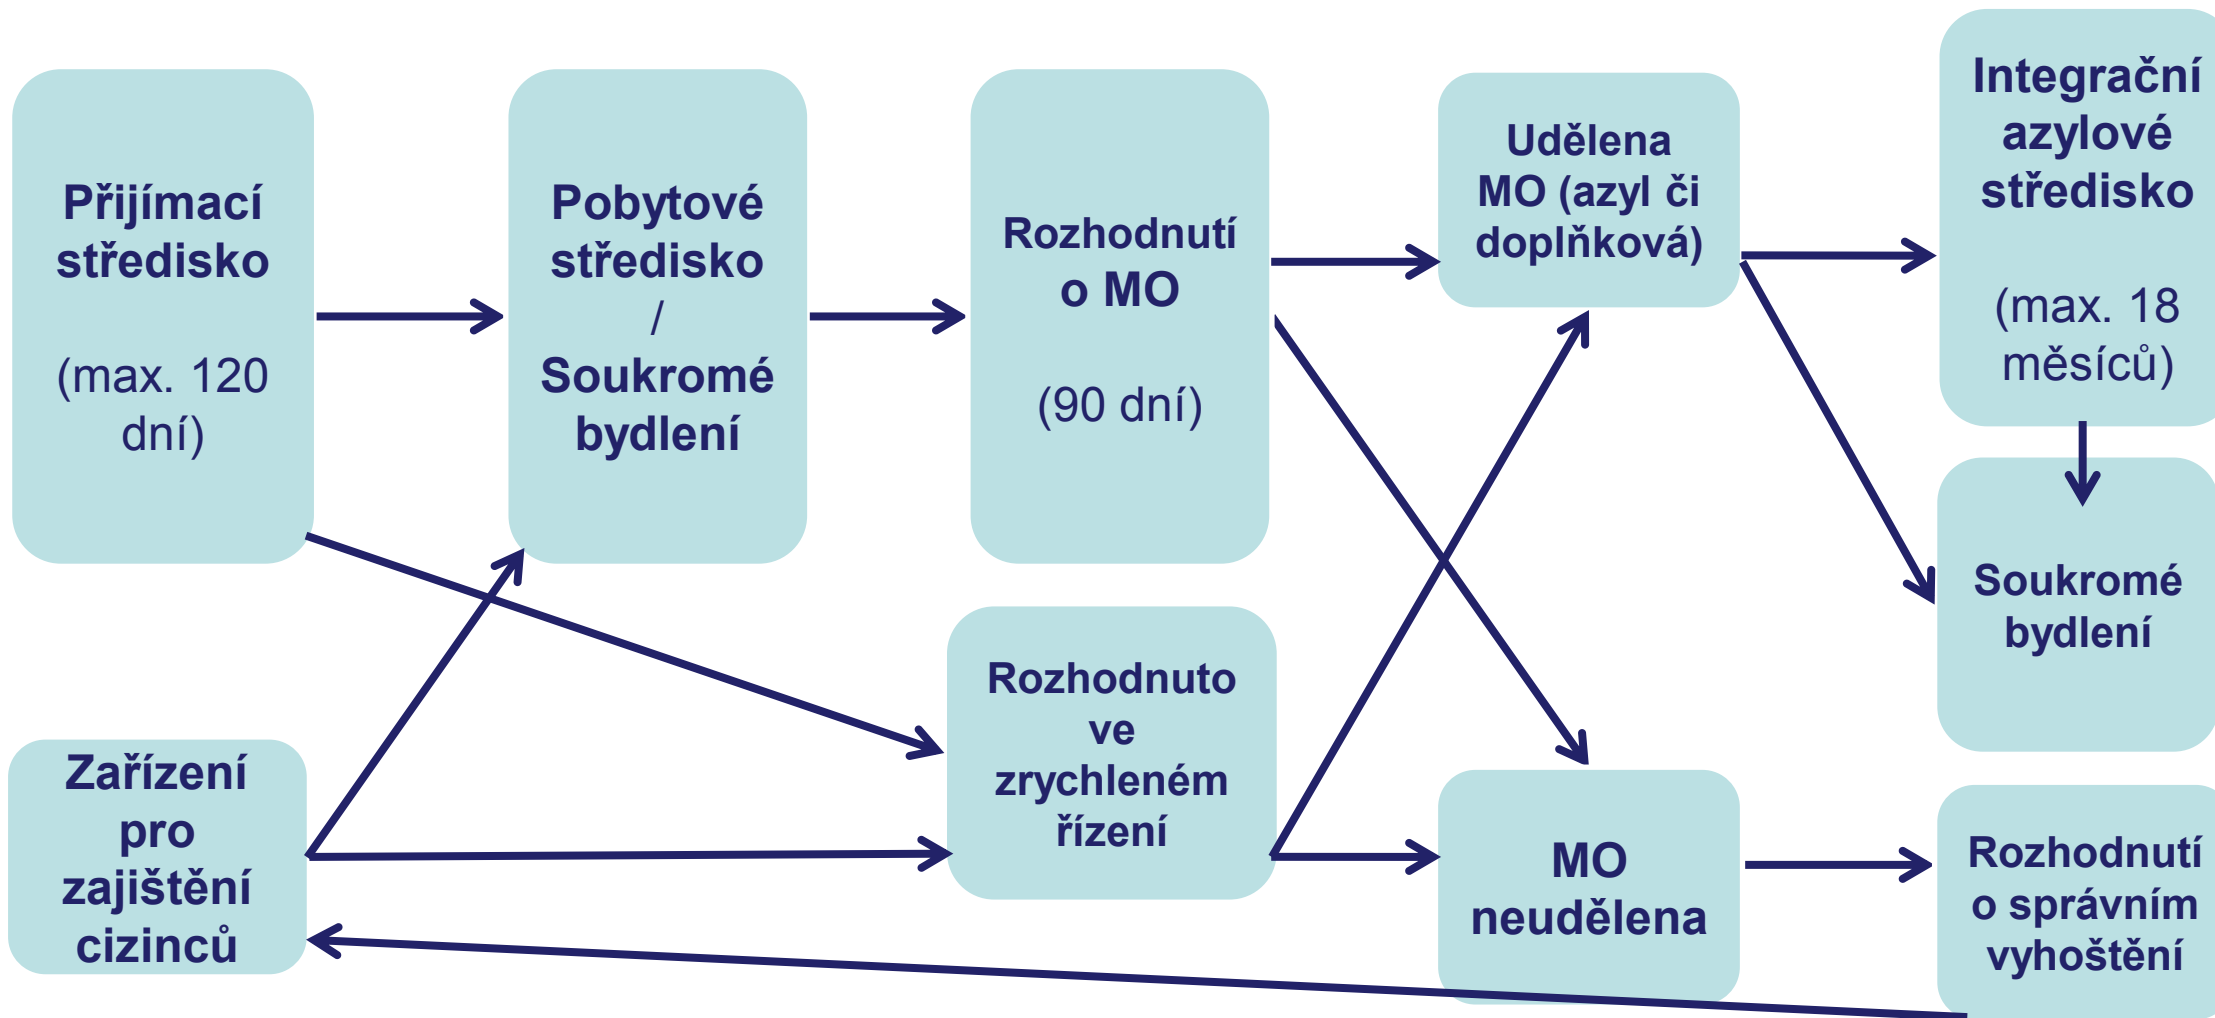 Přijímací
středisko
(max. 120
dní)
Pobytové
středisko
/
Soukromé
bydlení
Rozhodnutí
o MO
(90 dní)
Udělena
MO (azyl či
doplňková)
Integrační
azylové
středisko
(max. 18
měsíců)
Soukromé
bydlení
Zařízení
pro
zajištění
cizinců
Rozhodnuto
ve
zrychleném
řízení
MO
neudělena
Rozhodnutí
o správním
vyhoštění